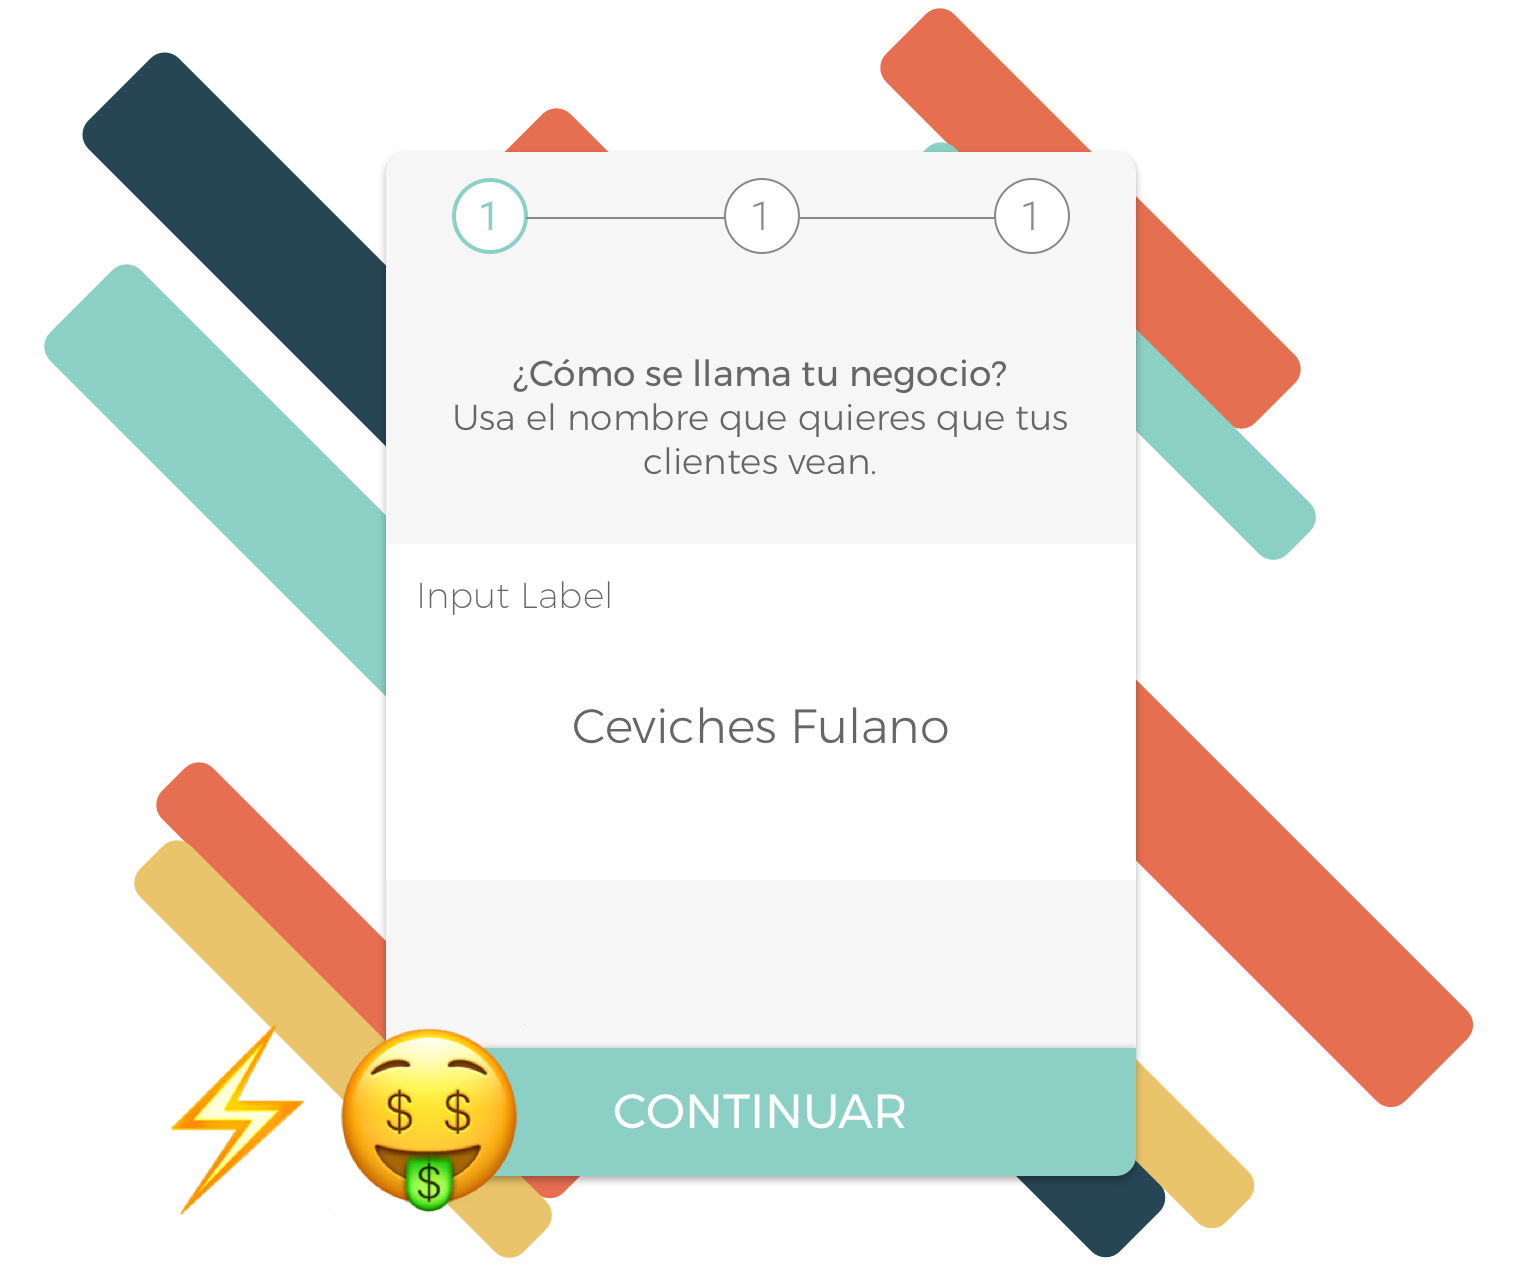 1 1 1
¿Cómo se llama tu negocio?
Usa el nombre que quieres que tus
clientes vean.
Input Label
Ceviches Fulano
CONTINUAR
$ $
$